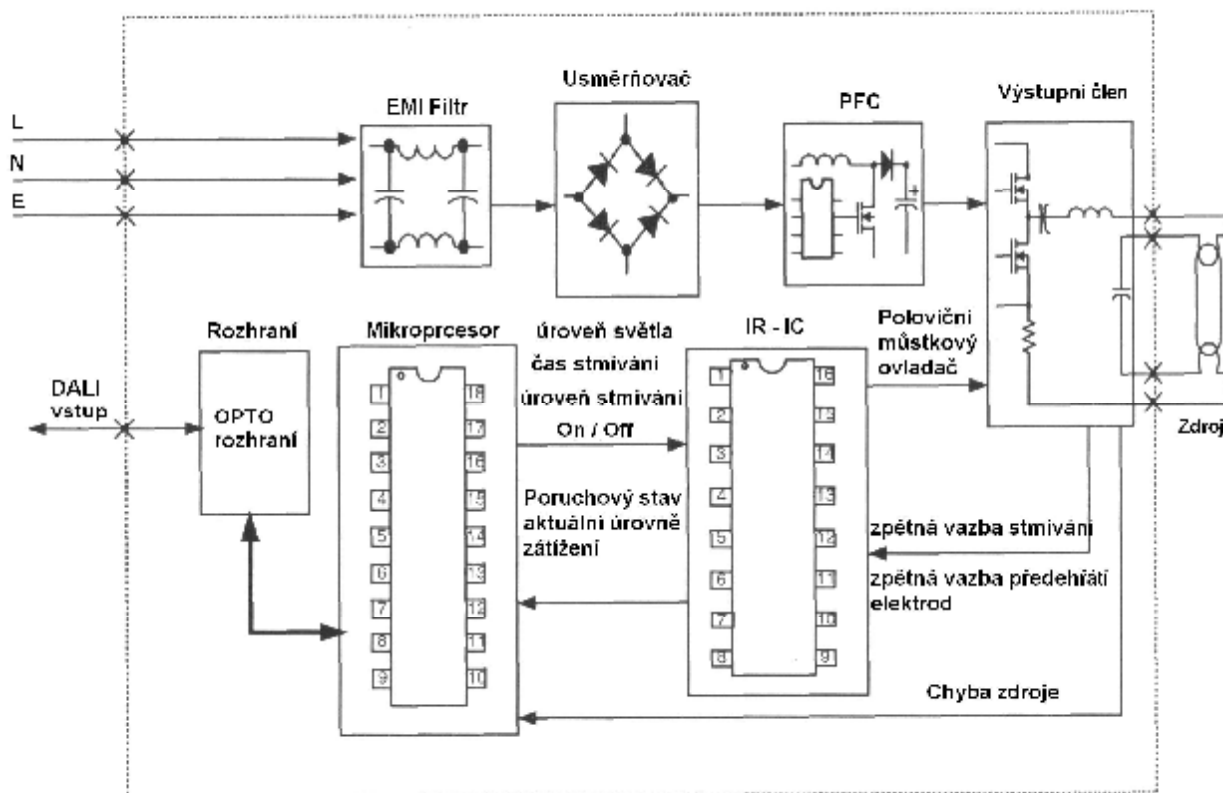 L
N
E
EMI Filtr
Usměrňovač
PFC
+
Výstupní člen
Rozhraní
DALI
vstup
OPTO
rozhraní
Mikroprcesor
1
2
3
4
5
6
7
8
9
18
17
16
15
14
13
12
11
10
úroveň světla
čas stmívání
úroveň stmívání
On / Off
Poruchový stav
aktuální úrovně
zátížení
IR - IC
1
2
3
4
5
6
7
8
16
15
14
13
12
11
10
9
Poloviční
můstkový
ovladač
Zdroj
zpětná vazba stmívání
zpětná vazba předehřátí
elektrod
Chyba zdroje